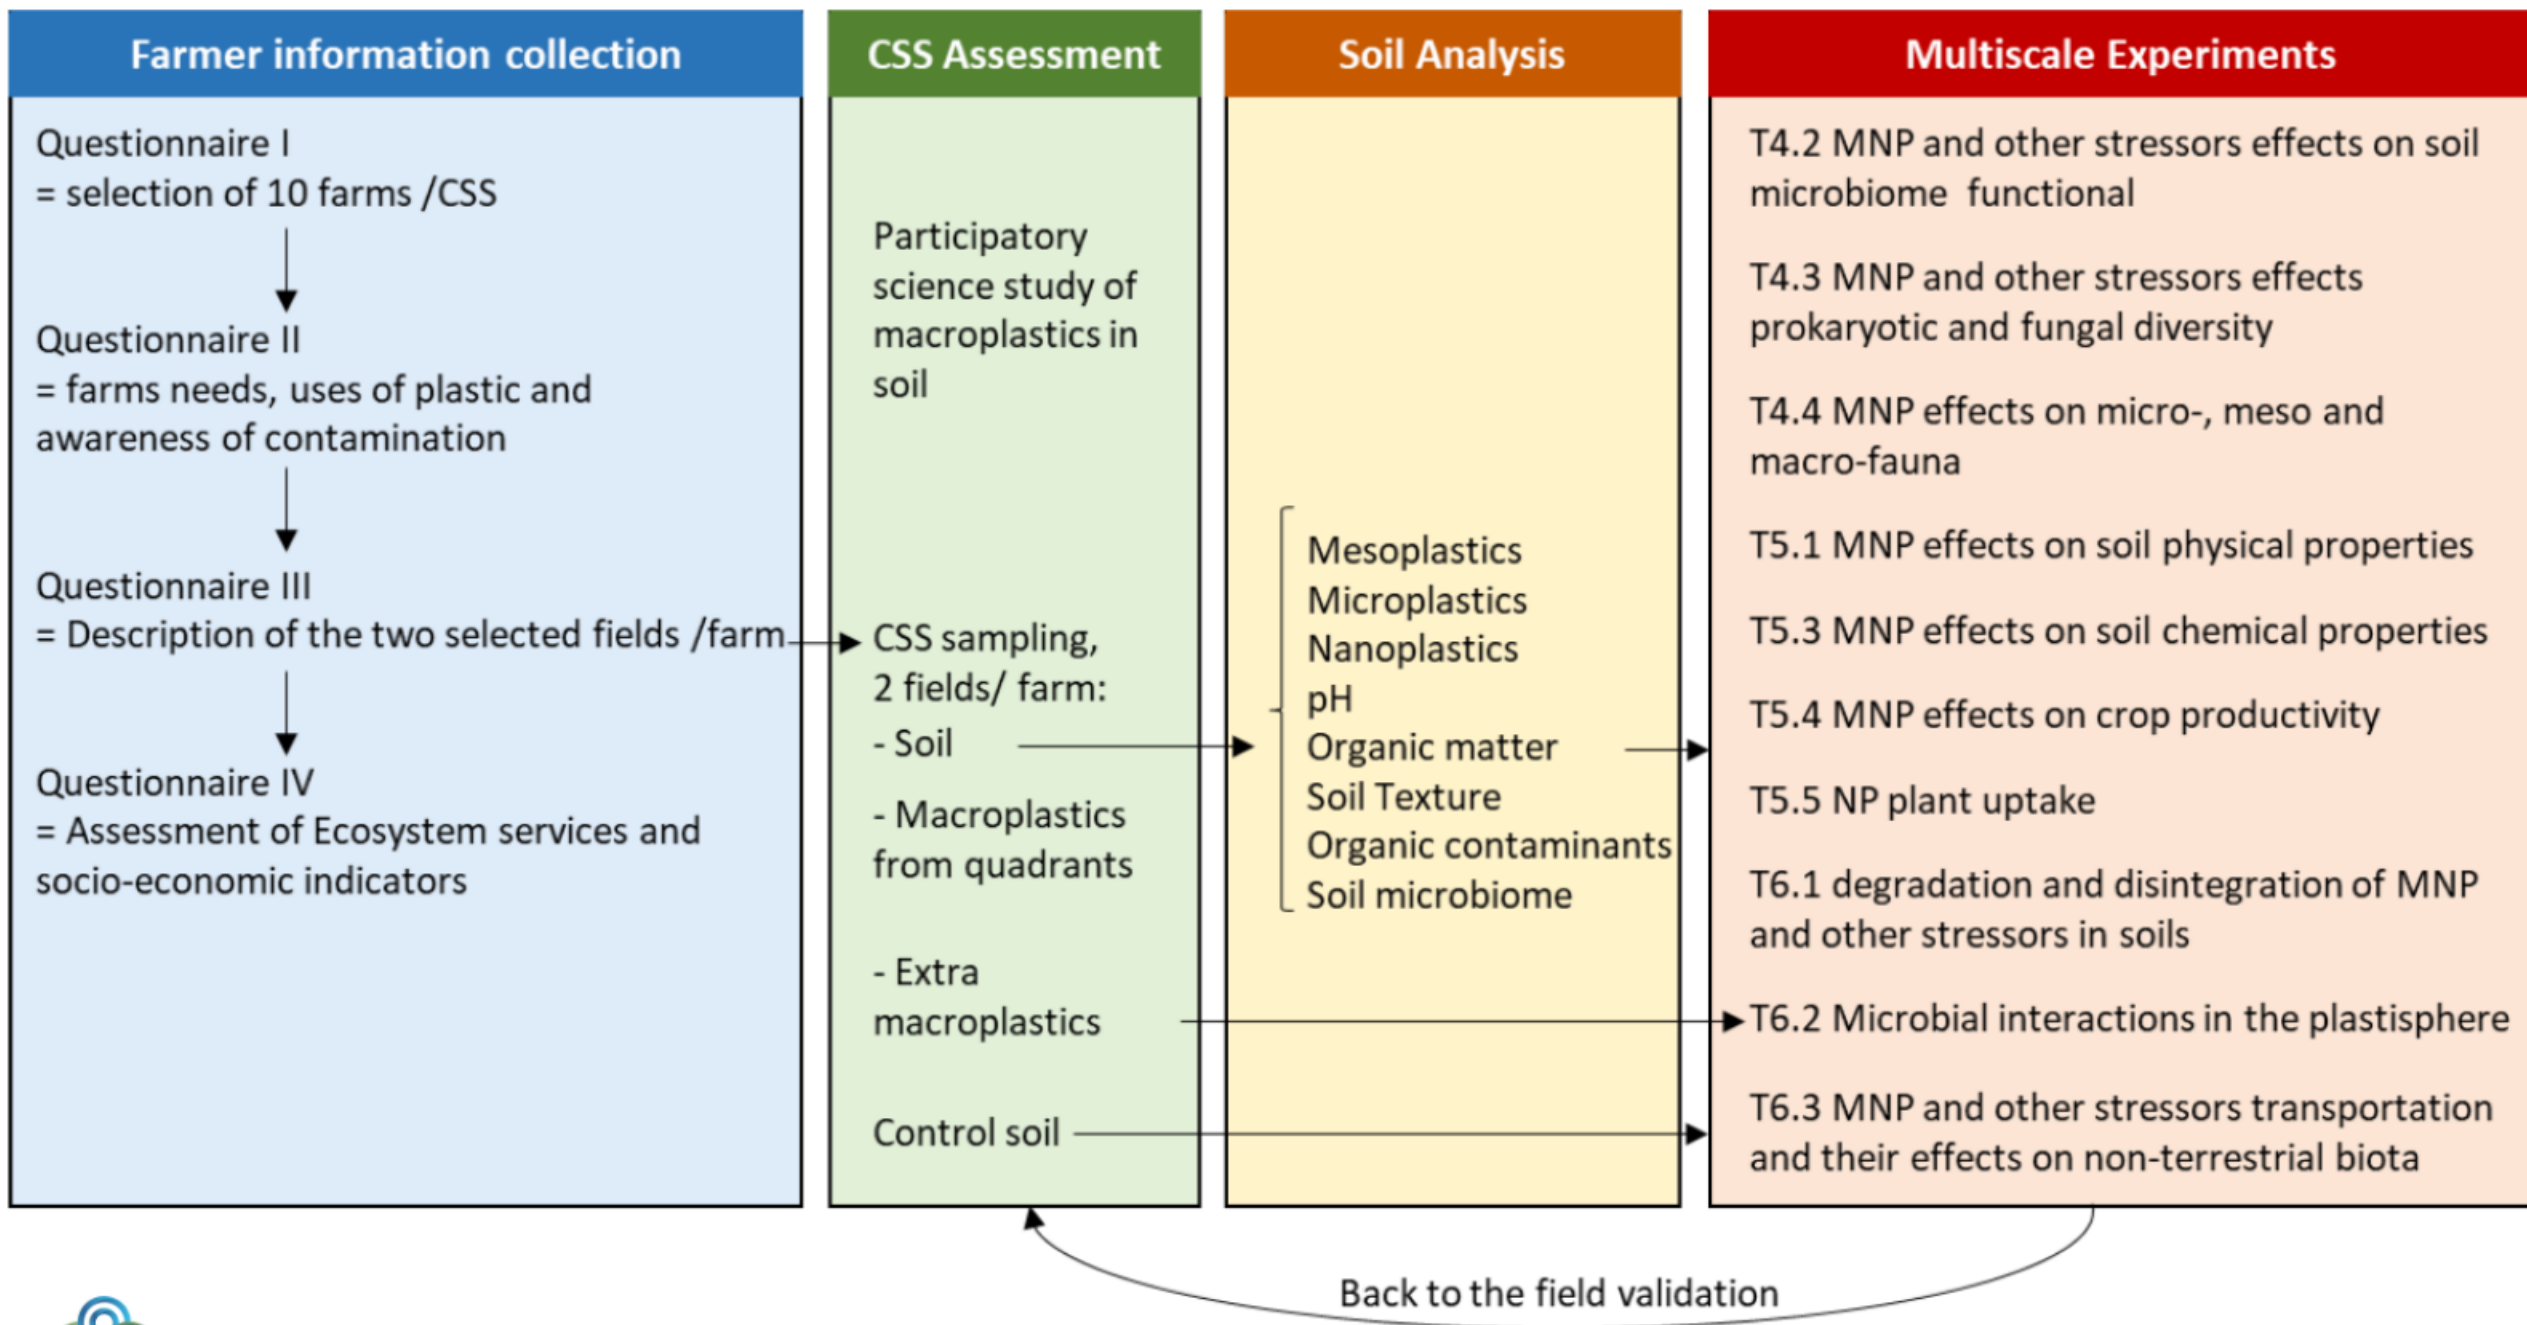 Farmer information collection
Questionnaire I
= selection of 10 farms /CSS
Questionnaire II
= farms needs, uses of plastic and
awareness of contamination
Questionnaire III
= Description of the two selected fields /farm
Questionnaire IV
= Assessment of Ecosystem services and
socio-economic indicators
CSS Assessment
Participatory
science study of
macroplastics in
soil
CSS sampling,
2 fields/ farm:
- Soil
- Macroplastics
from quadrants
- Extra
macroplastics
Control soil
Soil Analysis
Mesoplastics
Microplastics
Nanoplastics
pH
Organic matter
Soil Texture
Organic contaminants
Soil microbiome
Multiscale Experiments
T4.2 MNP and other stressors effects on soil
microbiome  functional
T4.3 MNP and other stressors effects
prokaryotic and fungal diversity
T4.4 MNP effects on micro-, meso and
macro-fauna
T5.1 MNP effects on soil physical properties
T5.3 MNP effects on soil chemical properties
T5.4 MNP effects on crop productivity
T5.5 NP plant uptake
T6.1 degradation and disintegration of MNP
and other stressors in soils
T6.2 Microbial interactions in the plastisphere
T6.3 MNP and other stressors transportation
and their effects on non-terrestrial biota
Back to the field validation